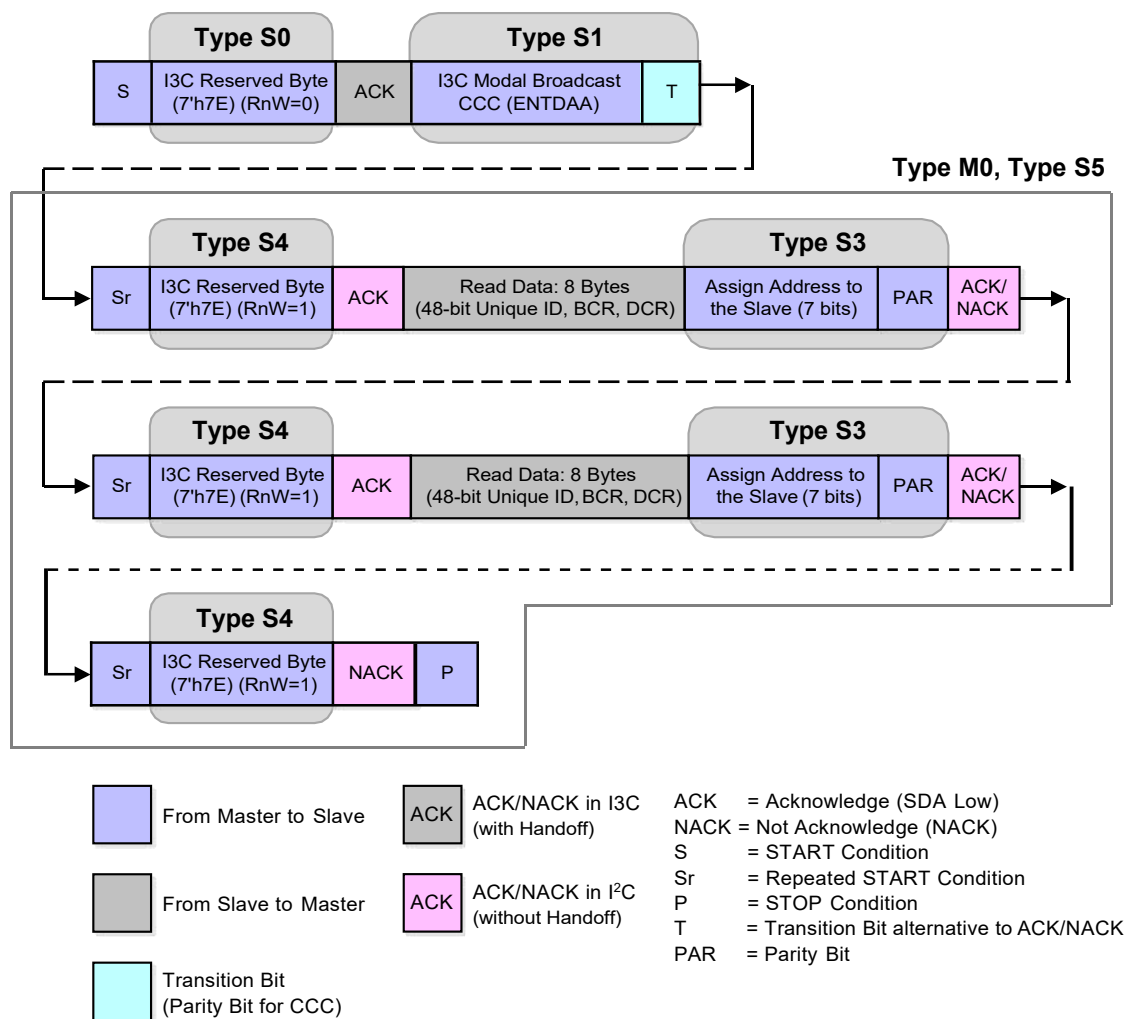 Type S0
Type S1
S
I3C Reserved Byte
(7'h7E) (RnW=0)
ACK
I3C Modal Broadcast
CCC (ENTDAA)
T
Type M0, Type S5
Type S4
Type S3
Sr
I3C Reserved Byte
(7'h7E) (RnW=1)
ACK
Read Data: 8 Bytes
(48-bit Unique ID, BCR, DCR)
Assign Address to
the Slave (7 bits)
PAR
ACK/
NACK
Type S4
Type S3
Sr
I3C Reserved Byte
(7'h7E) (RnW=1)
ACK
Read Data: 8 Bytes
(48-bit Unique ID, BCR, DCR)
Assign Address to
the Slave (7 bits)
PAR
ACK/
NACK
Type S4
Sr
I3C Reserved Byte
(7'h7E) (RnW=1)
NACK
P
From Master to Slave
From Slave to Master
Transition Bit
(Parity Bit for CCC)
ACK
ACK/NACK in I3C
(with Handoff)
ACK
ACK/NACK in I²C
(without Handoff)
ACK = Acknowledge (SDA Low)
NACK = Not Acknowledge (NACK)
S = START Condition
Sr = Repeated START Condition
P = STOP Condition
T = Transition Bit alternative to ACK/NACK
PAR = Parity Bit